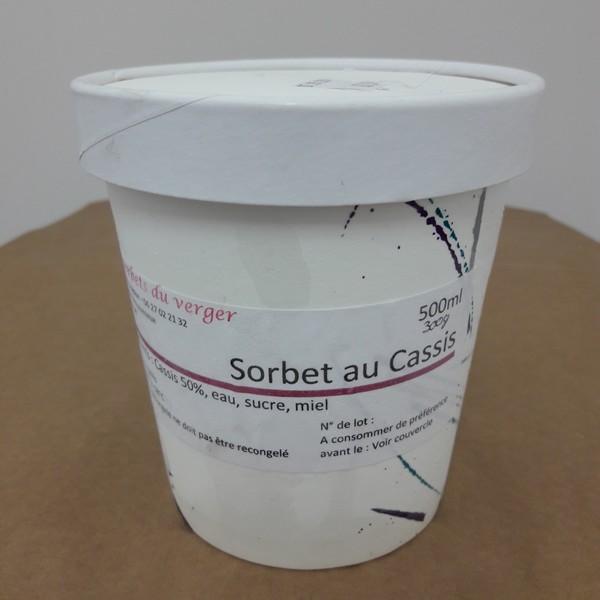 du verger
06 27 02 21 32
500ml
300g
Sorbet au Cassis
Cassis 50%, eau, sucre, miel
ne doit pas être recongelé
N° de lot :
A consommer de préférence
avant le : Voir couvercle